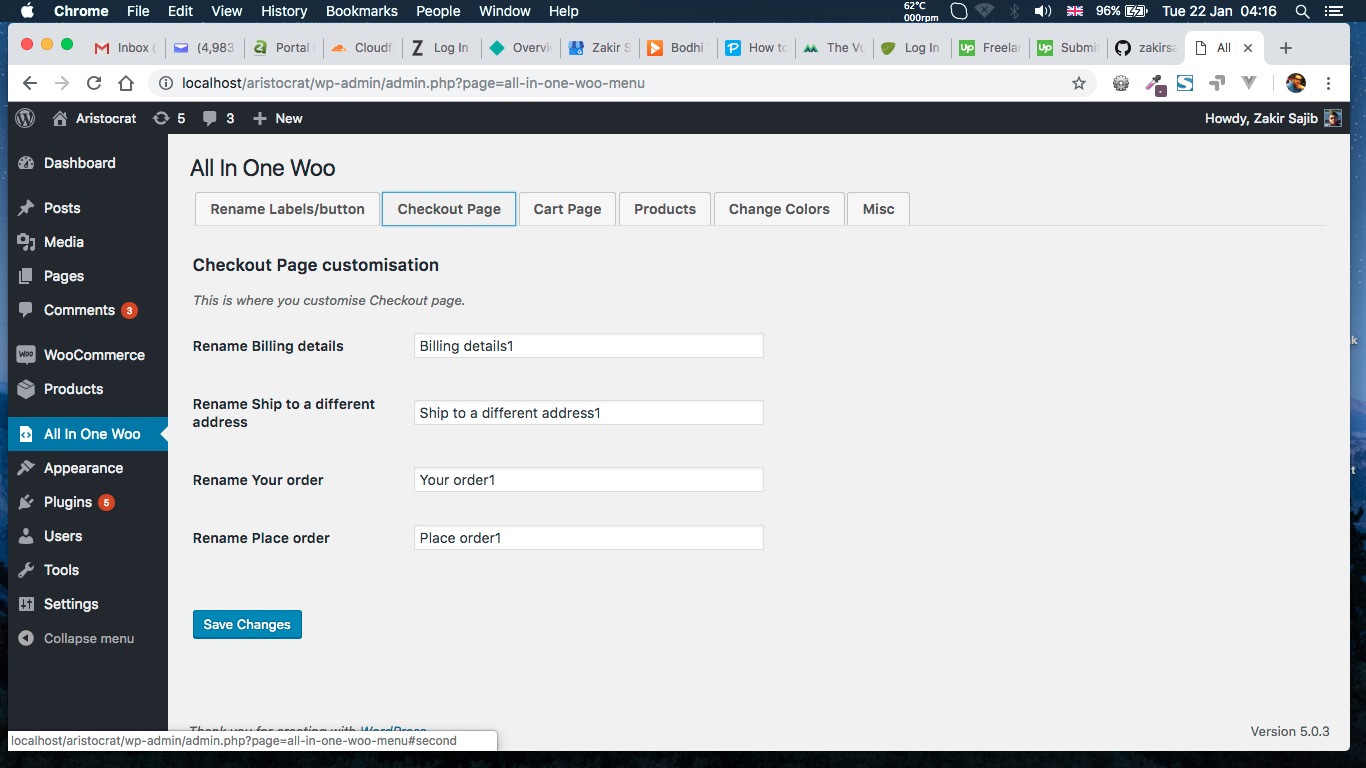 Chrome File Edit View History Bookmarks People Window Help 62°C 000rpm 96% Tue 22 Jan 04:16
Inbox ( (4,983 Portal Cloudf Log In Overvi Zakir S Bodhi How to The Vu Log In Freelan Submit zakirsa All
localhost/aristocrat/wp-admin/admin.php?page=all-in-one-woo-menu
Aristocrat 5 3 New Howdy, Zakir Sajib
Dashboard
Posts
Media
Pages
Comments 3
WooCommerce
Products
All In One Woo
Appearance
Plugins 5
Users
Tools
Settings
Collapse menu
All In One Woo
Rename Labels/button Checkout Page Cart Page Products Change Colors Misc
Checkout Page customisation
This is where you customise Checkout page.
Rename Billing details Billing details1
Rename Ship to a different
address
Ship to a different address1
Rename Your order Your order1
Rename Place order Place order1
Save Changes
Thank you for creating with WordPress Version 5.0.3
localhost/aristocrat/wp-admin/admin.php?page=all-in-one-woo-menu#second